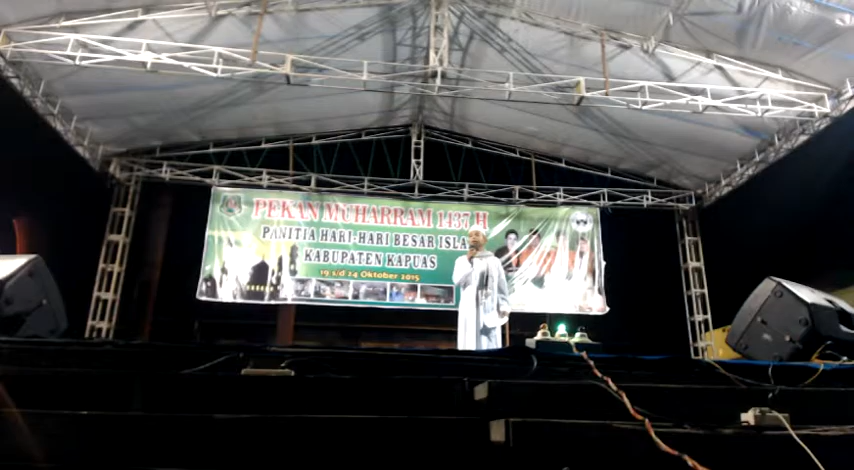 PEKAN MUHARRAM 1437 H
PANITIA HARI-HARI BESAR ISLA
KABUPATEN KAPUAS
19 s/d 24 Oktober 2015